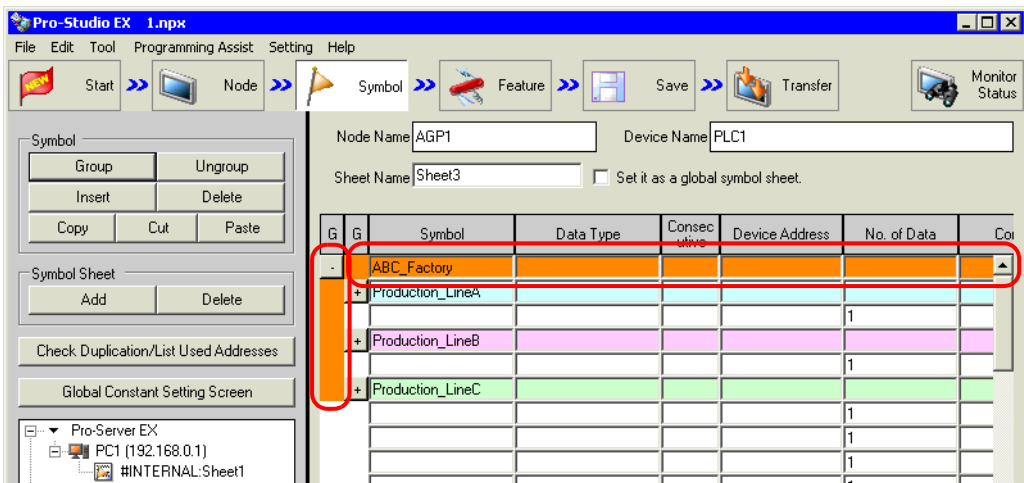 Pro-Studio EX 1.npx
File Edit Tool Programming Assist Setting Help
NEW Start Node Symbol Feature Save Transfer Monitor Status
Symbol
Group Ungroup
Insert Delete
Copy Cut Paste
Symbol Sheet
Add Delete
Check Duplication/List Used Addresses
Global Constant Setting Screen
Pro-Server EX
PC1 (192.168.0.1)
#INTERNAL:Sheet1
Node Name AGP1 Device Name PLC1
Sheet Name Sheet3 Set it as a global symbol sheet.
G G Symbol Data Type Consecutive Device Address No. of Data
- ABC_Factory
+ Production_LineA
1
+ Production_LineB
1
+ Production_LineC
1
1
1